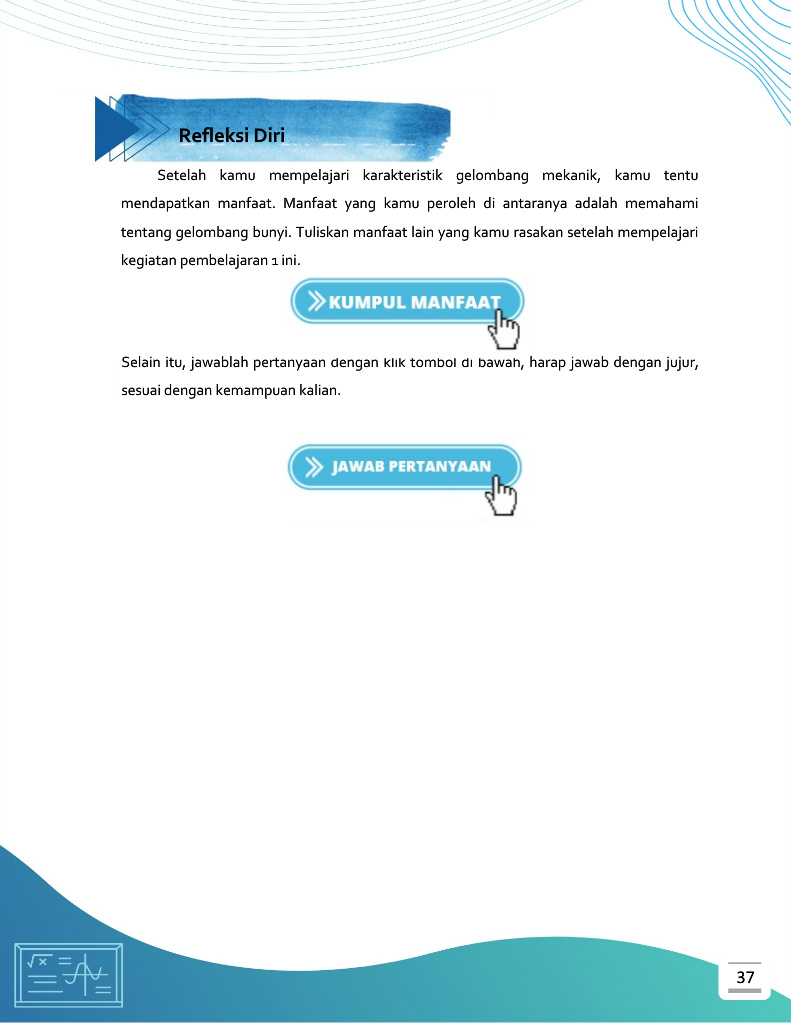 Refleksi Diri
Setelah kamu mempelajari karakteristik gelombang mekanik, kamu tentu
mendapatkan manfaat. Manfaat yang kamu peroleh di antaranya adalah memahami
tentang gelombang bunyi. Tuliskan manfaat lain yang kamu rasakan setelah mempelajari
kegiatan pembelajaran 1 ini.
KUMPUL MANFAAT
Selain itu, jawablah pertanyaan dengan klik tombol di bawah, harap jawab dengan jujur,
sesuai dengan kemampuan kalian.
JAWAB PERTANYAAN
√x
37